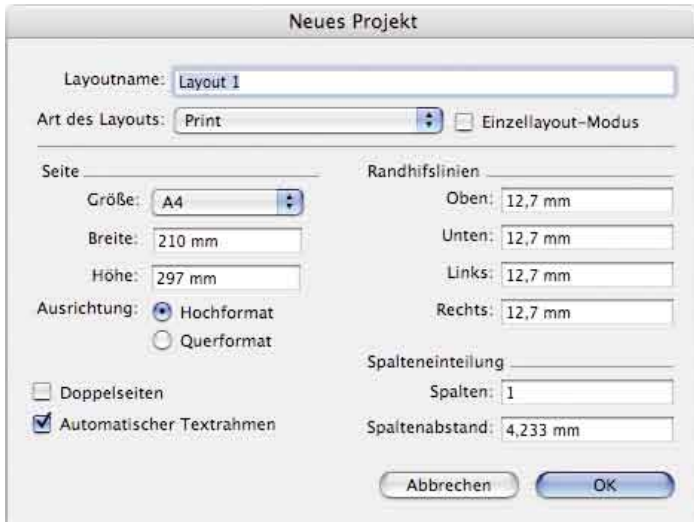 Neues Projekt
Layoutname: Layout 1
Art des Layouts: Print Einzellayout-Modus
Seite
Größe: A4
Breite: 210 mm
Höhe: 297 mm
Ausrichtung: Hochformat
Querformat
Doppelseiten
Automatischer Textrahmen
Randhifslinien
Oben: 12,7 mm
Unten: 12,7 mm
Links: 12,7 mm
Rechts: 12,7 mm
Spalteneinteilung
Spalten: 1
Spaltenabstand: 4,233 mm
Abbrechen OK